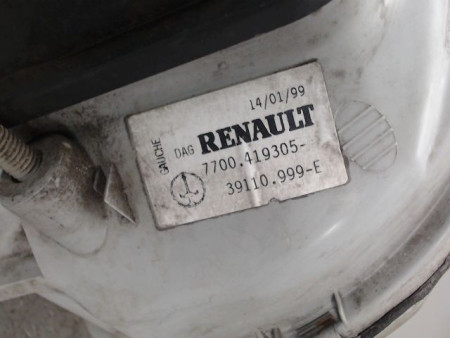 14/01/99
GAUCHE
DAG RENAULT
7700.419305-
39110.999-E